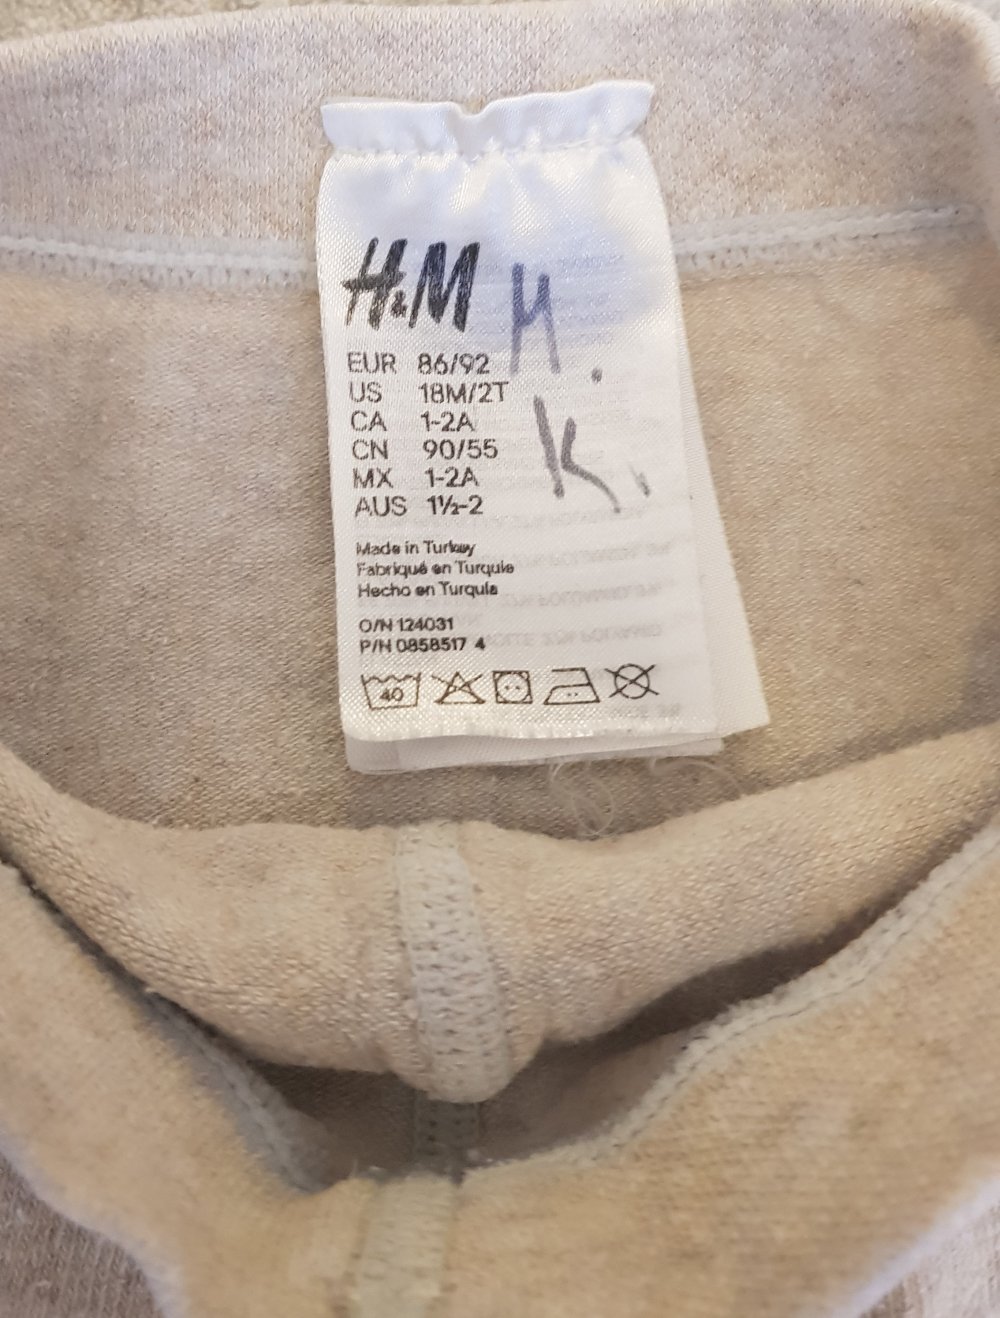 H&M
M.
K.
EUR 86/92
US 18M/2T
CA 1-2A
CN 90/55
MX 1-2A
AUS 1½-2
Made in Turkey
Fabriqué en Turquie
Hecho en Turquía
O/N 124031
P/N 0858517 4
40